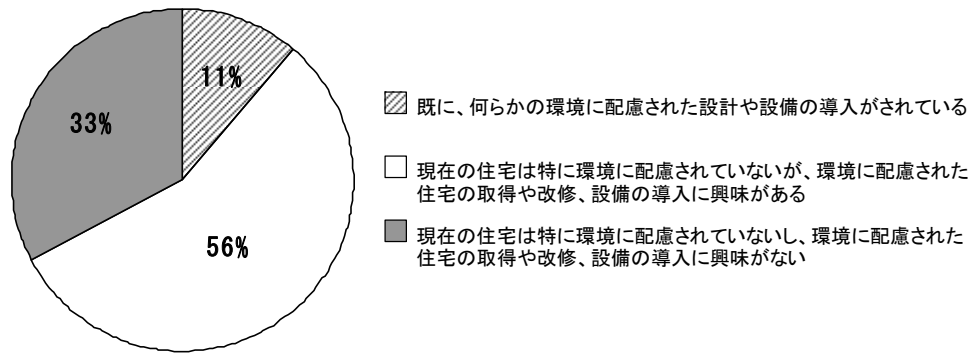 11%
33%
56%
既に、何らかの環境に配慮された設計や設備の導入がされている
現在の住宅は特に環境に配慮されていないが、環境に配慮された
住宅の取得や改修、設備の導入に興味がある
現在の住宅は特に環境に配慮されていないし、環境に配慮された
住宅の取得や改修、設備の導入に興味がない